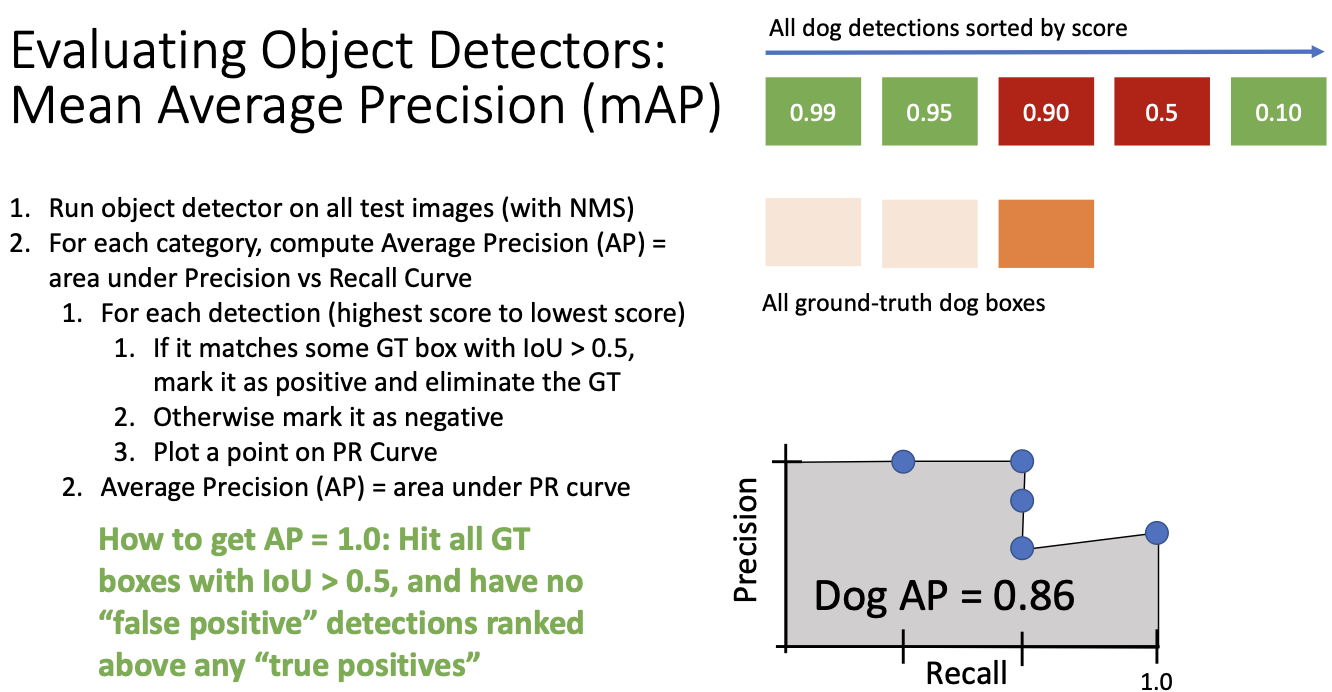 Evaluating Object Detectors:
Mean Average Precision (mAP)
All dog detections sorted by score
0.99 0.95 0.90 0.5 0.10
All ground-truth dog boxes
1. Run object detector on all test images (with NMS)
2. For each category, compute Average Precision (AP) =
area under Precision vs Recall Curve
1. For each detection (highest score to lowest score)
1. If it matches some GT box with IoU > 0.5,
mark it as positive and eliminate the GT
2. Otherwise mark it as negative
3. Plot a point on PR Curve
2. Average Precision (AP) = area under PR curve
How to get AP = 1.0: Hit all GT
boxes with IoU > 0.5, and have no
“false positive” detections ranked
above any “true positives”
Precision
Dog AP = 0.86
Recall
1.0